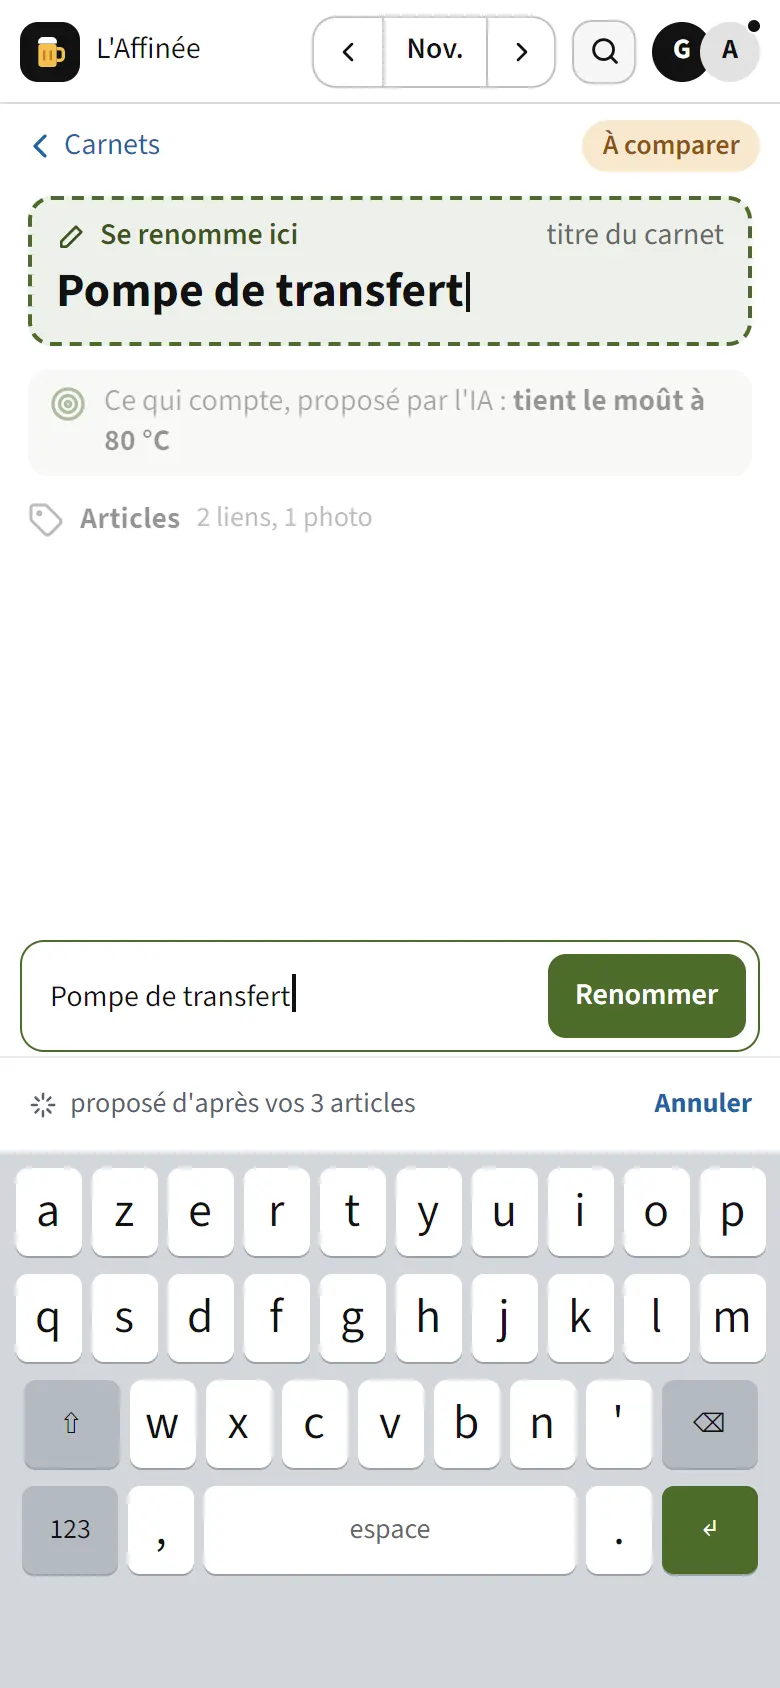 L'Affinée
Nov.
G A
Carnets
À comparer
Se renomme ici
titre du carnet
Pompe de transfert
Ce qui compte, proposé par l'IA : tient le moût à
80 °C
Articles 2 liens, 1 photo
Pompe de transfert
Renommer
proposé d'après vos 3 articles
Annuler
a z e r t y u i o p
q s d f g h j k l m
⇧ w x c v b n ' ⌫
123 , espace . ↵